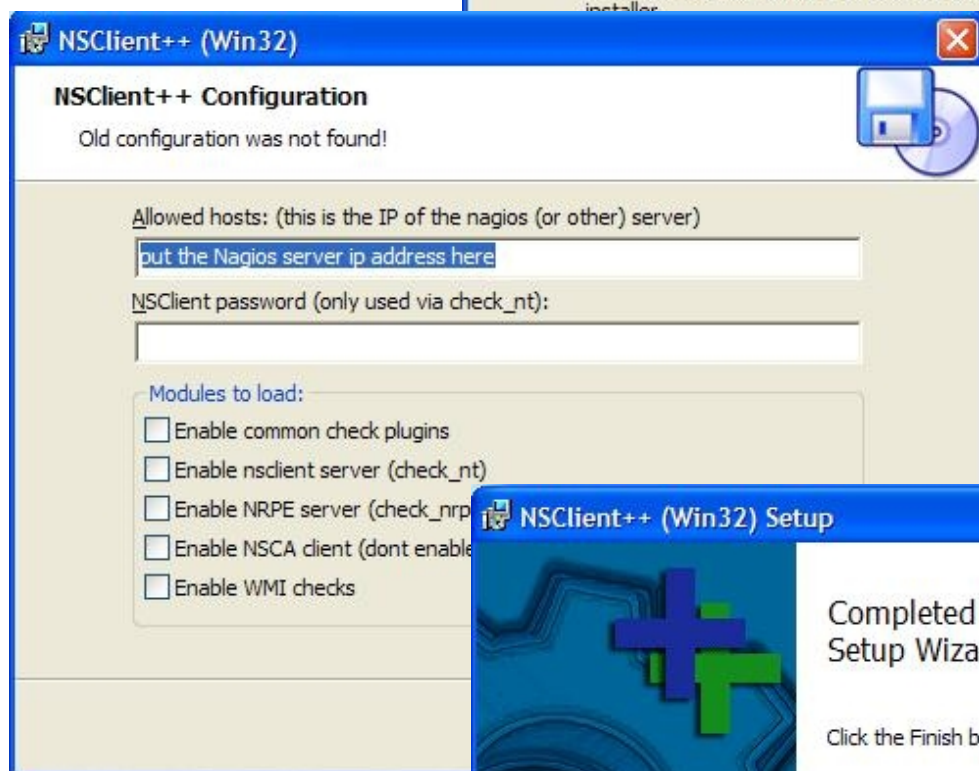 installer
NSClient++ (Win32)
NSClient++ Configuration
Old configuration was not found!
Allowed hosts: (this is the IP of the nagios (or other) server)
put the Nagios server ip address here
NSClient password (only used via check_nt):
Modules to load:
Enable common check plugins
Enable nsclient server (check_nt)
Enable NRPE server (check_nrp
Enable NSCA client (dont enable
Enable WMI checks
NSClient++ (Win32) Setup
Completed
Setup Wiza
Click the Finish b